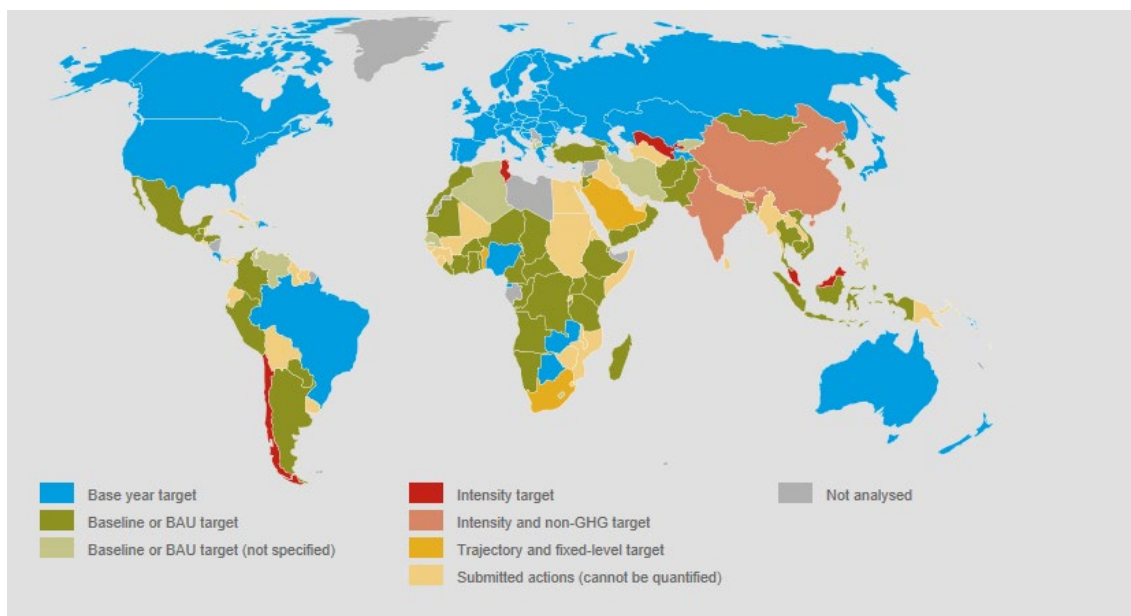 Base year target
Baseline or BAU target
Baseline or BAU target (not specified)
Intensity target
Intensity and non-GHG target
Trajectory and fixed-level target
Submitted actions (cannot be quantified)
Not analysed